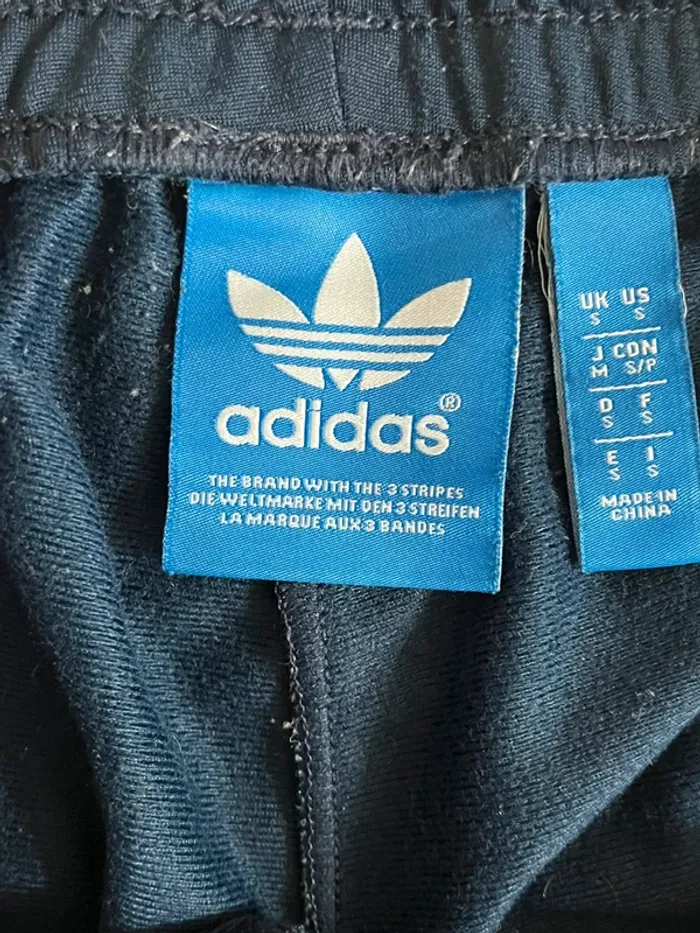 adidas®
THE BRAND WITH THE 3 STRIPES
DIE WELTMARKE MIT DEN 3 STREIFEN
LA MARQUE AUX 3 BANDES
UK US
S S
J CDN
M S/P
D F
S S
E I
S S
MADE IN
CHINA